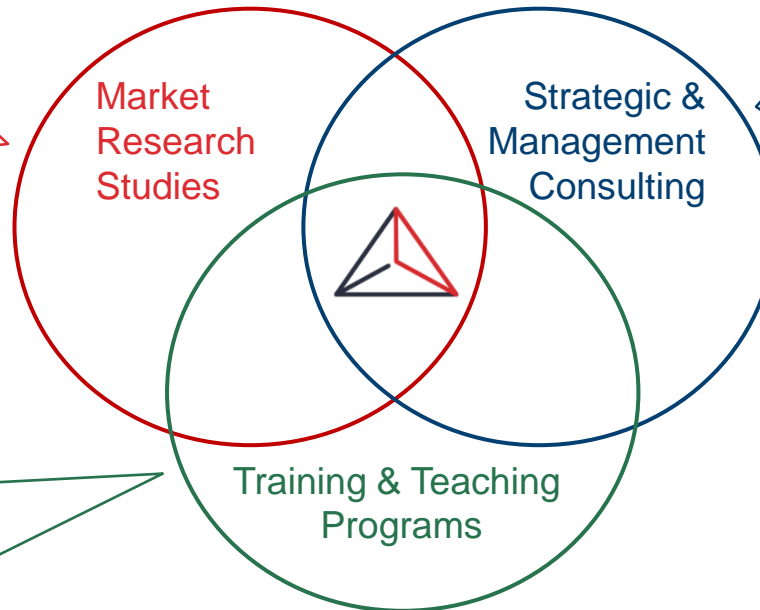 Market
Research
Studies
Strategic &
Management
Consulting
Training & Teaching
Programs